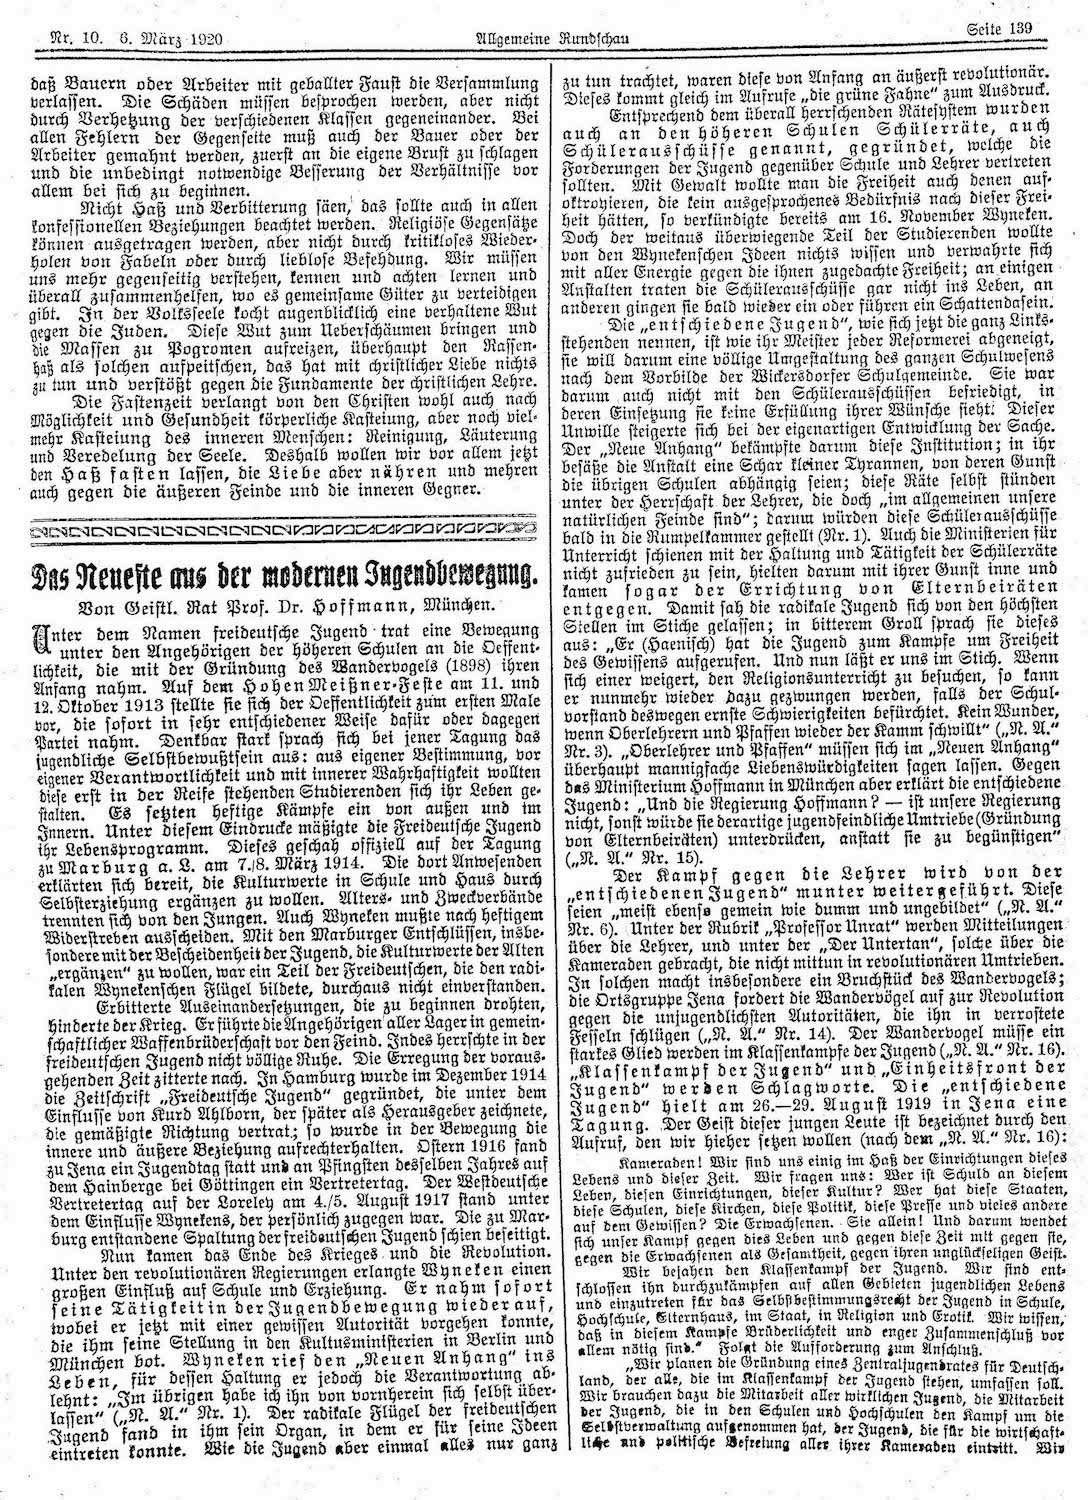 Nr. 10. 6. März 1920
Allgemeine Rundschau
Seite 139
daß Bauern oder Arbeiter mit geballter Faust die Versammlung
verlassen. Die Schäden müssen besprochen werden, aber nicht
durch Verhetzung der verschiedenen Klassen gegeneinander. Bei
allen Fehlern der Gegenseite muß auch der Bauer oder der
Arbeiter gemahnt werden, zuerst an die eigene Brust zu schlagen
und die unbedingt notwendige Besserung der Verhältnisse vor
allem bei sich zu beginnen.
Nicht Haß und Verbitterung säen, das sollte auch in allen
konfessionellen Beziehungen beachtet werden. Religiöse Gegensätze
können ausgetragen werden, aber nicht durch kritikloses Wieder-
holen von Fabeln oder durch lieblose Befehdung. Wir müssen
uns mehr gegenseitig verstehen, kennen und achten lernen und
überall zusammenhelfen, wo es gemeinsame Güter zu verteidigen
gibt. In der Volksseele kocht augenblicklich eine verhaltene Wut
gegen die Juden. Diese Wut zum Ueberschäumen bringen und
die Massen zu Pogromen aufreizen, überhaupt den Rassen-
haß als solchen aufpeitschen, das hat mit christlicher Liebe nichts
zu tun und verstößt gegen die Fundamente der christlichen Lehre.
Die Fastenzeit verlangt von den Christen wohl auch nach
Möglichkeit und Gesundheit körperliche Kasteiung, aber noch viel-
mehr Kasteiung des inneren Menschen: Reinigung, Läuterung
und Veredelung der Seele. Deshalb wollen wir vor allem jetzt
den Haß fasten lassen, die Liebe aber nähren und mehren
auch gegen die äußeren Feinde und die inneren Gegner.
Das Neueste aus der modernen Jugendbewegung.
Von Geistl. Rat Prof. Dr. Hoffmann, München.
Unter dem Namen freideutsche Jugend trat eine Bewegung
unter den Angehörigen der höheren Schulen an die Oeffent-
lichkeit, die mit der Gründung des Wandervogels (1898) ihren
Anfang nahm. Auf dem Hohen Meißner-Feste am 11. und
12. Oktober 1913 stellte sie sich der Oeffentlichkeit zum ersten Male
vor, die sofort in sehr entschiedener Weise dafür oder dagegen
Partei nahm. Denkbar stark sprach sich bei jener Tagung das
jugendliche Selbstbewußtsein aus: aus eigener Bestimmung, vor
eigener Verantwortlichkeit und mit innerer Wahrhaftigkeit wollten
diese erst in der Reife stehenden Studierenden sich ihr Leben ge-
stalten. Es setzten heftige Kämpfe ein von außen und im
Innern. Unter diesem Eindrucke mäßigte die Freideutsche Jugend
ihr Lebensprogramm. Dieses geschah offiziell auf der Tagung
zu Marburg a. L. am 7./8. März 1914. Die dort Anwesenden
erklärten sich bereit, die Kulturwerte in Schule und Haus durch
Selbsterziehung ergänzen zu wollen. Alters- und Zweckverbände
trennten sich von den Jungen. Auch Wyneken mußte nach heftigem
Widerstreben ausscheiden. Mit den Marburger Entschlüssen, insbe-
sondere mit der Bescheidenheit der Jugend, die Kulturwerte der Alten
„ergänzen“ zu wollen, war ein Teil der Freideutschen, die den radi-
kalen Wynekenschen Flügel bildete, durchaus nicht einverstanden.
Erbitterte Auseinandersetzungen, die zu beginnen drohten,
hinderte der Krieg. Er führte die Angehörigen aller Lager in gemein-
schaftlicher Waffenbrüderschaft vor den Feind. Indes herrschte in der
freideutschen Jugend nicht völlige Ruhe. Die Erregung der voraus-
gehenden Zeit zitterte nach. In Hamburg wurde im Dezember 1914
die Zeitschrift „Freideutsche Jugend“ gegründet, die unter dem
Einflusse von Kurd Ahlborn, der später als Herausgeber zeichnete,
die gemäßigte Richtung vertrat; so wurde in der Bewegung die
innere und äußere Beziehung aufrechterhalten. Ostern 1916 fand
zu Jena ein Jugendtag statt und an Pfingsten desselben Jahres auf
dem Hainberge bei Göttingen ein Vertretertag. Der Westdeutsche
Vertretertag auf der Loreley am 4./5. August 1917 stand unter
dem Einflusse Wynekens, der persönlich zugegen war. Die zu Mar-
burg entstandene Spaltung der freideutschen Jugend schien beseitigt.
Nun kamen das Ende des Krieges und die Revolution.
Unter den revolutionären Regierungen erlangte Wyneken einen
großen Einfluß auf Schule und Erziehung. Er nahm sofort
seine Tätigkeit in der Jugendbewegung wieder auf,
wobei er jetzt mit einer gewissen Autorität vorgehen konnte,
die ihm seine Stellung in den Kultusministerien in Berlin und
München bot. Wyneken rief den „Neuen Anhang“ ins
Leben, für dessen Haltung er jedoch die Verantwortung ab-
lehnt: „Im übrigen habe ich ihn von vornherein sich selbst über-
lassen“ („N. A.“ Nr. 1). Der radikale Flügel der freideutschen
Jugend fand in ihm sein Organ, in dem er für seine Ideen
eintreten konnte. Wie die Jugend aber einmal alles nur ganz
zu tun trachtet, waren diese von Anfang an äußerst revolutionär.
Dieses kommt gleich im Aufrufe „die grüne Fahne“ zum Ausdruck.
Entsprechend dem überall herrschenden Rätesystem wurden
auch an den höheren Schulen Schülerräte, auch
Schülerausschüsse genannt, gegründet, welche die
Forderungen der Jugend gegenüber Schule und Lehrer vertreten
sollten. Mit Gewalt wollte man die Freiheit auch denen auf-
oktroyieren, die kein ausgesprochenes Bedürfnis nach dieser Frei-
heit hätten, so verkündigte bereits am 16. November Wyneken.
Doch der weitaus überwiegende Teil der Studierenden wollte
von den Wynekenschen Ideen nichts wissen und verwahrte sich
mit aller Energie gegen die ihnen zugedachte Freiheit; an einigen
Anstalten traten die Schülerausschüsse gar nicht ins Leben, an
anderen gingen sie bald wieder ein oder führen ein Schattendasein.
Die „entschiedene Jugend“, wie sich jetzt die ganz Links-
stehenden nennen, ist wie ihr Meister jeder Reformerei abgeneigt,
sie will darum eine völlige Umgestaltung des ganzen Schulwesens
nach dem Vorbilde der Wickersdorfer Schulgemeinde. Sie war
darum auch nicht mit den Schülerausschüssen befriedigt, in
deren Einsetzung sie keine Erfüllung ihrer Wünsche sieht. Dieser
Unwille steigerte sich bei der eigenartigen Entwicklung der Sache.
Der „Neue Anhang“ bekämpfte darum diese Institution; in ihr
besäße die Anstalt eine Schar kleiner Tyrannen, von deren Gunst
die übrigen Schulen abhängig seien; diese Räte selbst stünden
unter der Herrschaft der Lehrer, die doch „im allgemeinen unsere
natürlichen Feinde sind“; darum würden diese Schülerausschüsse
bald in die Rumpelkammer gestellt (Nr. 1). Auch die Ministerien für
Unterricht schienen mit der Haltung und Tätigkeit der Schülerräte
nicht zufrieden zu sein, hielten darum mit ihrer Gunst inne und
kamen sogar der Errichtung von Elternbeiräten
entgegen. Damit sah die radikale Jugend sich von den höchsten
Stellen im Stiche gelassen; in bitterem Groll sprach sie dieses
aus: „Er (Haenisch) hat die Jugend zum Kampfe um Freiheit
des Gewissens aufgerufen. Und nun läßt er uns im Stich. Wenn
sich einer weigert, den Religionsunterricht zu besuchen, so kann
er nunmehr wieder dazu gezwungen werden, falls der Schul-
vorstand deswegen ernste Schwierigkeiten befürchtet. Kein Wunder,
wenn Oberlehrern und Pfaffen wieder der Kamm schwillt“ („N. A.“
Nr. 3). „Oberlehrer und Pfaffen“ müssen sich im „Neuen Anhang“
überhaupt mannigfache Liebenswürdigkeiten sagen lassen. Gegen
das Ministerium Hoffmann in München aber erklärt die entschiedene
Jugend: „Und die Regierung Hoffmann? — ist unsere Regierung
nicht, sonst würde sie derartige jugendfeindliche Umtriebe (Gründung
von Elternbeiräten) unterdrücken, anstatt sie zu begünstigen“
(„N. A.“ Nr. 15).
Der Kampf gegen die Lehrer wird von der
„entschiedenen Jugend“ munter weitergeführt. Diese
seien „meist ebenso gemein wie dumm und ungebildet“ („N. A.“
Nr. 6). Unter der Rubrik „Professor Unrat“ werden Mitteilungen
über die Lehrer, und unter der „Der Untertan“, solche über die
Kameraden gebracht, die nicht mittun in revolutionären Umtrieben.
In solchen macht insbesondere ein Bruchstück des Wandervogels;
die Ortsgruppe Jena fordert die Wandervögel auf zur Revolution
gegen die unjugendlichsten Autoritäten, die ihn in verrostete
Fesseln schlügen („N. A.“ Nr. 14). Der Wandervogel müsse ein
starkes Glied werden im Klassenkampfe der Jugend („N. A.“ Nr. 16).
„Klassenkampf der Jugend“ und „Einheitsfront der
Jugend“ werden Schlagworte. Die „entschiedene
Jugend“ hielt am 26.—29. August 1919 in Jena eine
Tagung. Der Geist dieser jungen Leute ist bezeichnet durch den
Aufruf, den wir hieher setzen wollen (nach dem „N. A.“ Nr. 16):
Kameraden! Wir sind uns einig im Haß der Einrichtungen dieses
Lebens und dieser Zeit. Wir fragen uns: Wer ist Schuld an diesem
Leben, diesen Einrichtungen, dieser Kultur? Wer hat diese Staaten,
diese Schulen, diese Kirchen, diese Politik, diese Presse und vieles andere
auf dem Gewissen? Die Erwachsenen. Sie allein! Und darum wendet
sich unser Kampf gegen dies Leben und gegen diese Zeit mit gegen sie,
gegen die Erwachsenen als Gesamtheit, gegen ihren unglückseligen Geist.
Wir bejahen den Klassenkampf der Jugend. Wir sind ent-
schlossen ihn durchzukämpfen auf allen Gebieten jugendlichen Lebens
und einzutreten für das Selbstbestimmungsrecht der Jugend in Schule,
Hochschule, Elternhaus, im Staat, in Religion und Erotik. Wir wissen,
daß in diesem Kampfe Brüderlichkeit und enger Zusammenschluß vor
allem nötig sind.“ Folgt die Aufforderung zum Anschluß.
„Wir planen die Gründung eines Zentraljugendrates für Deutsch-
land, der alle, die im Klassenkampf der Jugend stehen, umfassen soll.
Wir brauchen dazu die Mitarbeit aller wirklichen Jugend, die Mitarbeit
der Jugend, die in den Schulen und Hochschulen den Kampf um die
Selbstverwaltung aufgenommen hat, der Jugend, die für die wirtschaft-
liche und politische Befreiung aller ihrer Kameraden eintritt. Wir